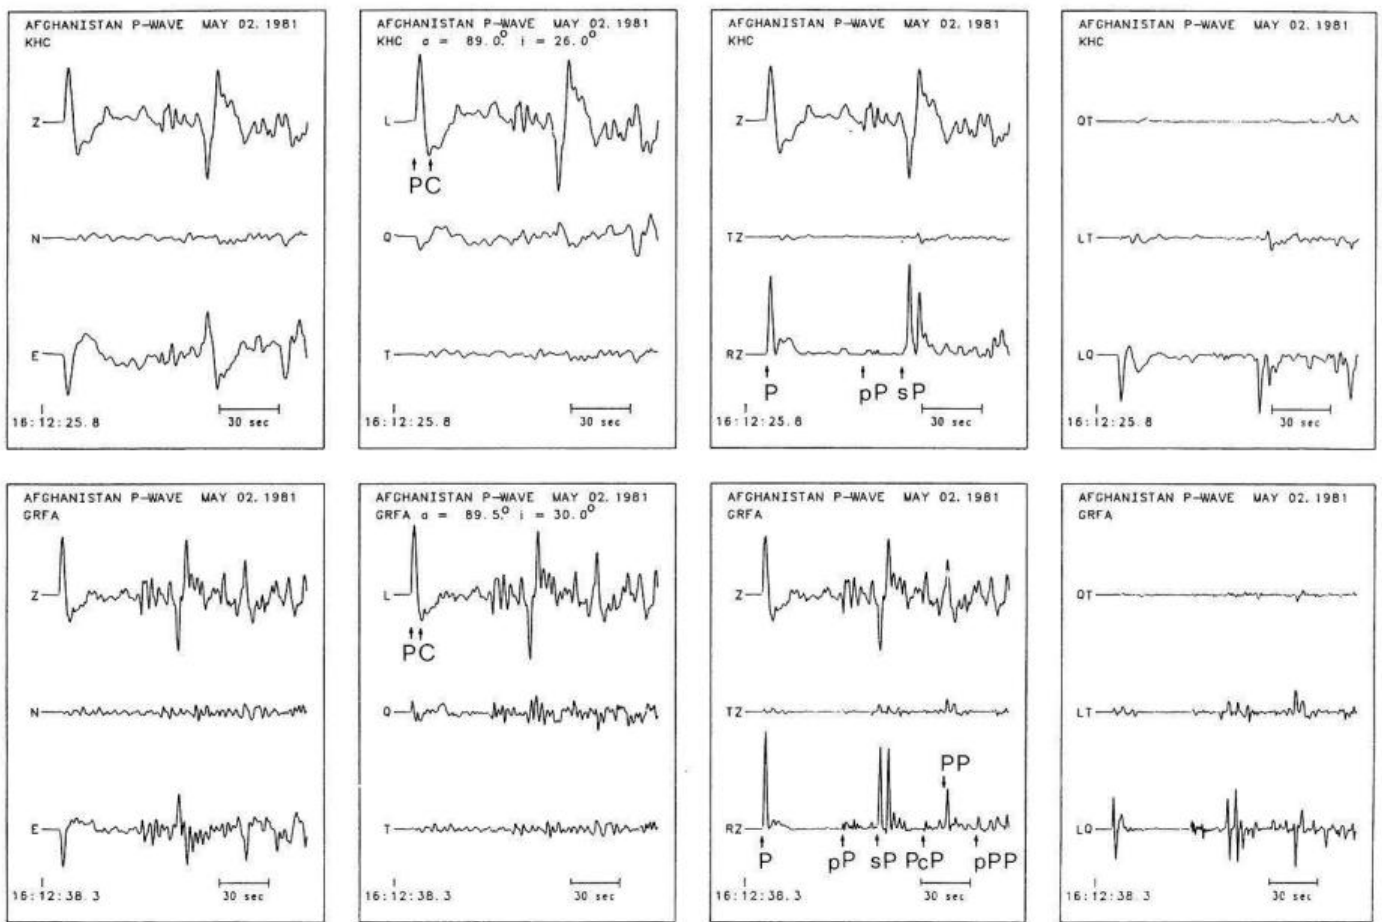 AFGHANISTAN P-WAVE MAY 02. 1981
KHC
Z
N
E
16:12:25.8
30 sec
AFGHANISTAN P-WAVE MAY 02. 1981
KHC a = 89.0° i = 26.0°
L
P C
Q
T
16:12:25.8
30 sec
AFGHANISTAN P-WAVE MAY 02. 1981
KHC
Z
TZ
RZ
P pP sP
16:12:25.8
30 sec
AFGHANISTAN P-WAVE MAY 02. 1981
KHC
QT
LT
LQ
16:12:25.8
30 sec
AFGHANISTAN P-WAVE MAY 02. 1981
GRFA
Z
N
E
16:12:38.3
30 sec
AFGHANISTAN P-WAVE MAY 02. 1981
GRFA a = 89.5° i = 30.0°
L
P C
Q
T
16:12:38.3
30 sec
AFGHANISTAN P-WAVE MAY 02. 1981
GRFA
Z
TZ
PP
RZ
P pP sP PcP pPP
16:12:38.3
30 sec
AFGHANISTAN P-WAVE MAY 02. 1981
GRFA
QT
LT
LQ
16:12:38.3
30 sec